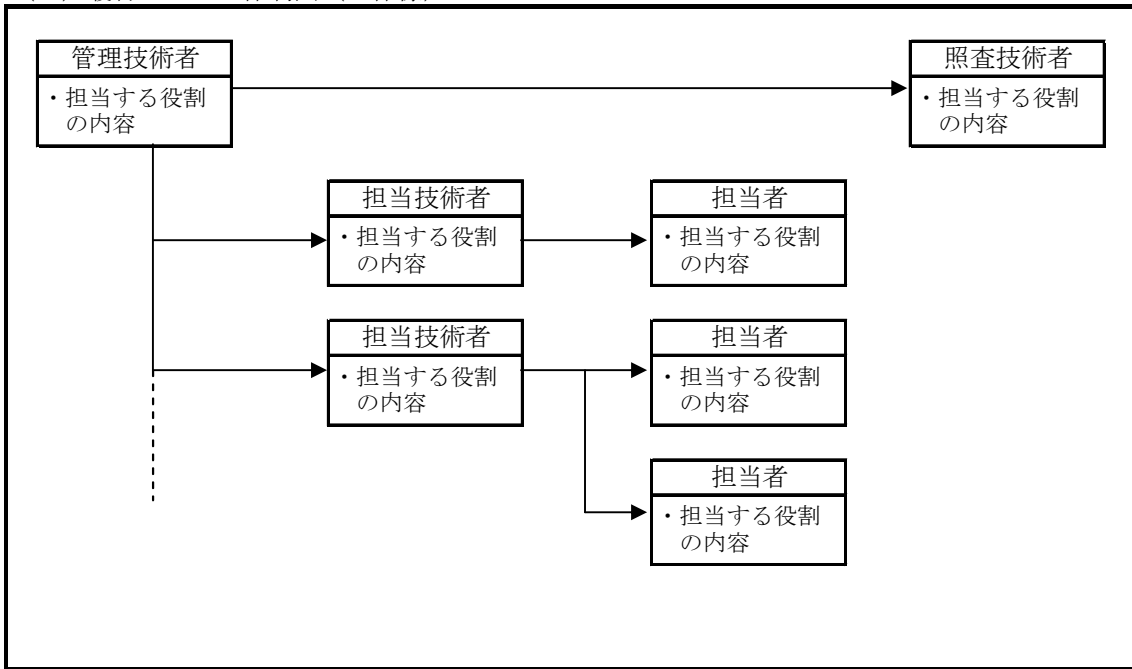 管理技術者
・担当する役割
の内容
照査技術者
・担当する役割
の内容
担当技術者
・担当する役割
の内容
担当者
・担当する役割
の内容
担当技術者
・担当する役割
の内容
担当者
・担当する役割
の内容
担当者
・担当する役割
の内容